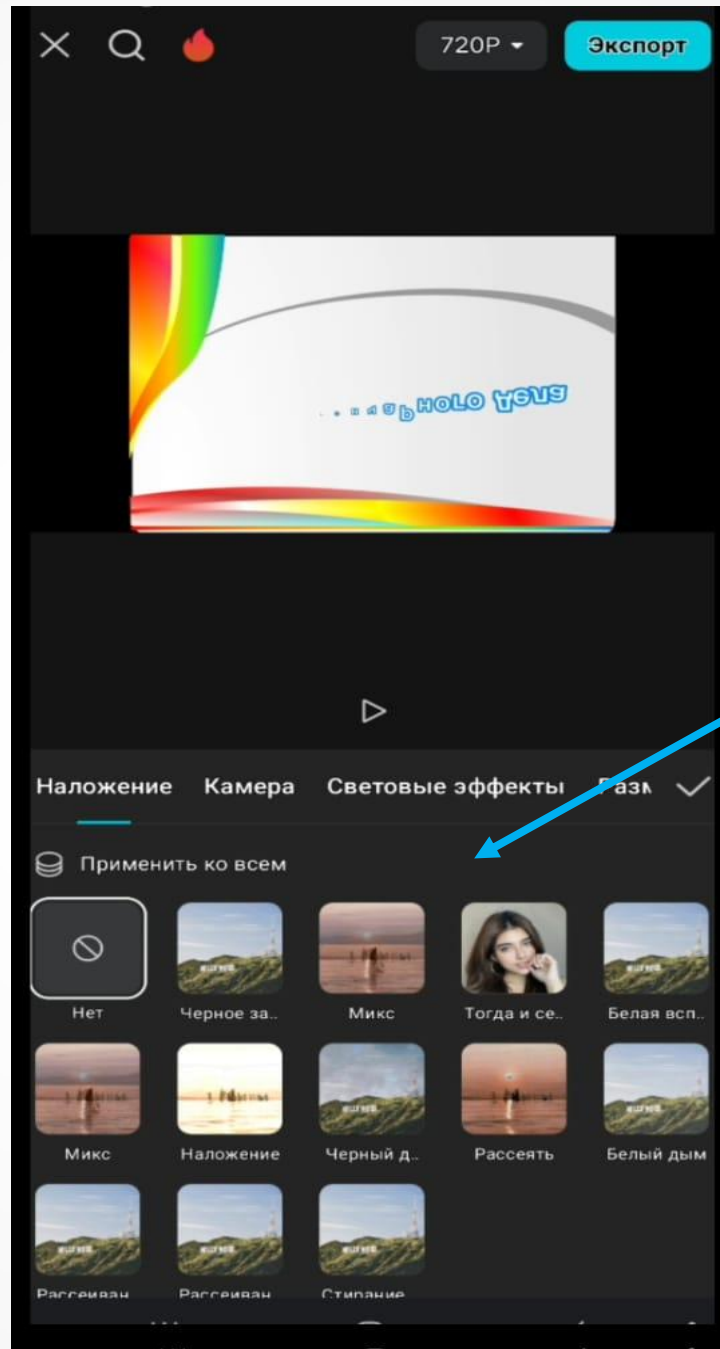 720P
Экспорт
Наложение Камера Световые эффекты Разм
Применить ко всем
Нет Черное за.. Микс Тогда и се.. Белая всп..
Микс Наложение Черный д.. Рассеять Белый дым
Рассеиван Рассеиван Стирание